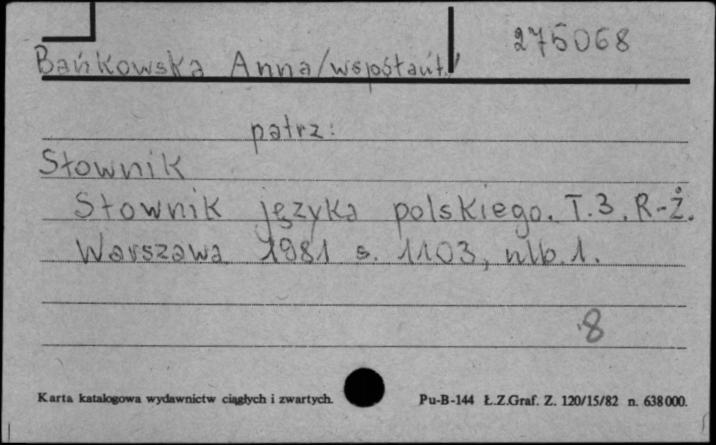 275068
Bańkowska Anna/współaut./
patrz:
Słownik
Słownik języka polskiego. T.3. R-Ż.
Warszawa 1981 s. 1103, nlb. 1.
8
Karta katalogowa wydawnictw ciągłych i zwartych.
Pu-B-144 Ł.Z.Graf. Z. 120/15/82 n. 638000.